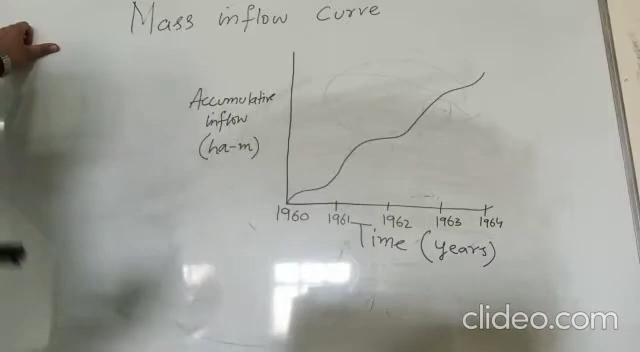 Mass inflow curve
Accumulative
inflow
(ha-m)
1960 1961 1962 1963 1964
Time (years)
clideo.com